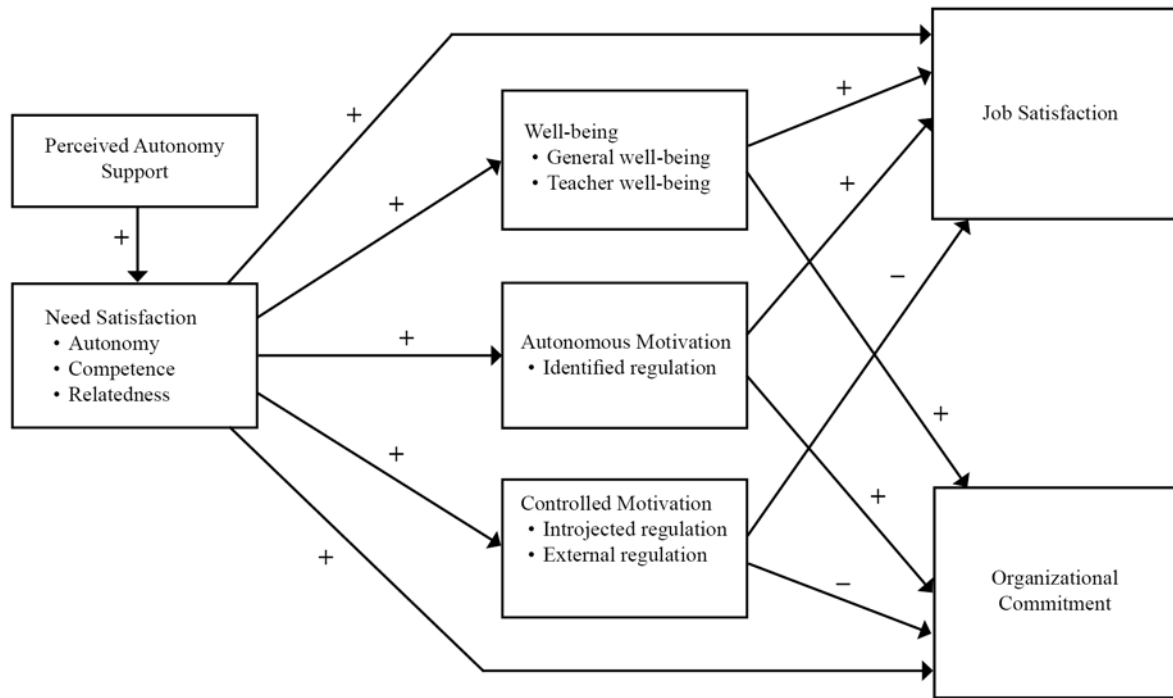 Perceived Autonomy
Support
+
Need Satisfaction
• Autonomy
• Competence
• Relatedness
+
+
+
+
+
Well-being
• General well-being
• Teacher well-being
Autonomous Motivation
• Identified regulation
Controlled Motivation
• Introjected regulation
• External regulation
+
+
−
+
+
−
Job Satisfaction
Organizational
Commitment